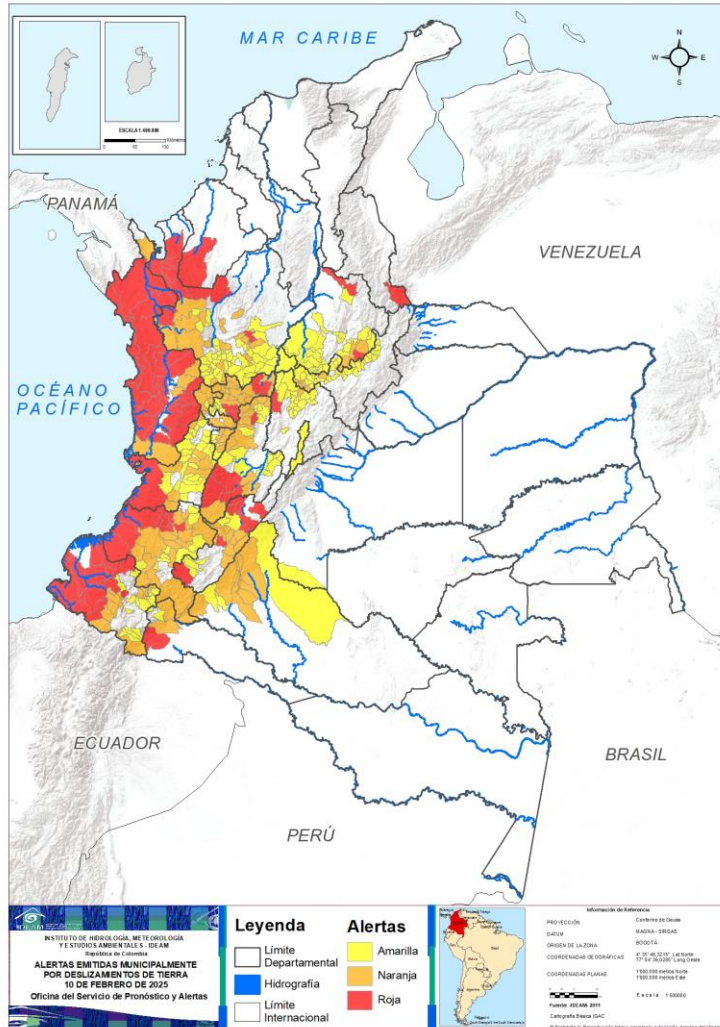 MAR CARIBE
N
W
E
S
ESCALA 1:400.000
PANAMÁ
VENEZUELA
OCÉANO
PACÍFICO
ECUADOR
BRASIL
PERÚ
IDEAM
INSTITUTO DE HIDROLOGÍA, METEOROLOGÍA
Y ESTUDIOS AMBIENTALES - IDEAM
República de Colombia
ALERTAS EMITIDAS MUNICIPALMENTE
POR DESLIZAMIENTOS DE TIERRA
10 DE FEBRERO DE 2025
Oficina del Servicio de Pronóstico y Alertas
Leyenda
Límite
Departamental
Hidrografía
Límite
Internacional
Alertas
Amarilla
Naranja
Roja
Información de Referencia
PROYECCIÓN Conforme de Gauss
DATUM MAGNA - SIRGAS
ORIGEN DE LA ZONA BOGOTÁ
COORDENADAS GEOGRÁFICAS
COORDENADAS PLANAS
Escala
Fuente: IDEAM- 2011
Cartografía Básica IGAC